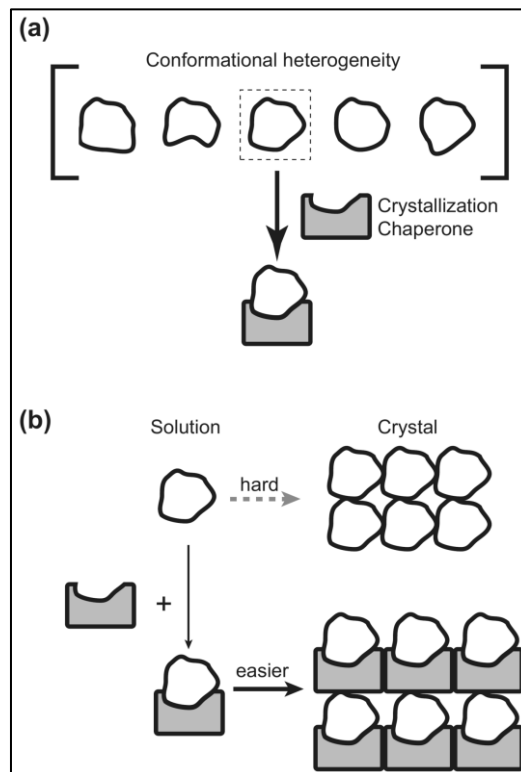 (a)
Conformational heterogeneity
Crystallization
Chaperone
(b)
Solution
Crystal
hard
+
easier